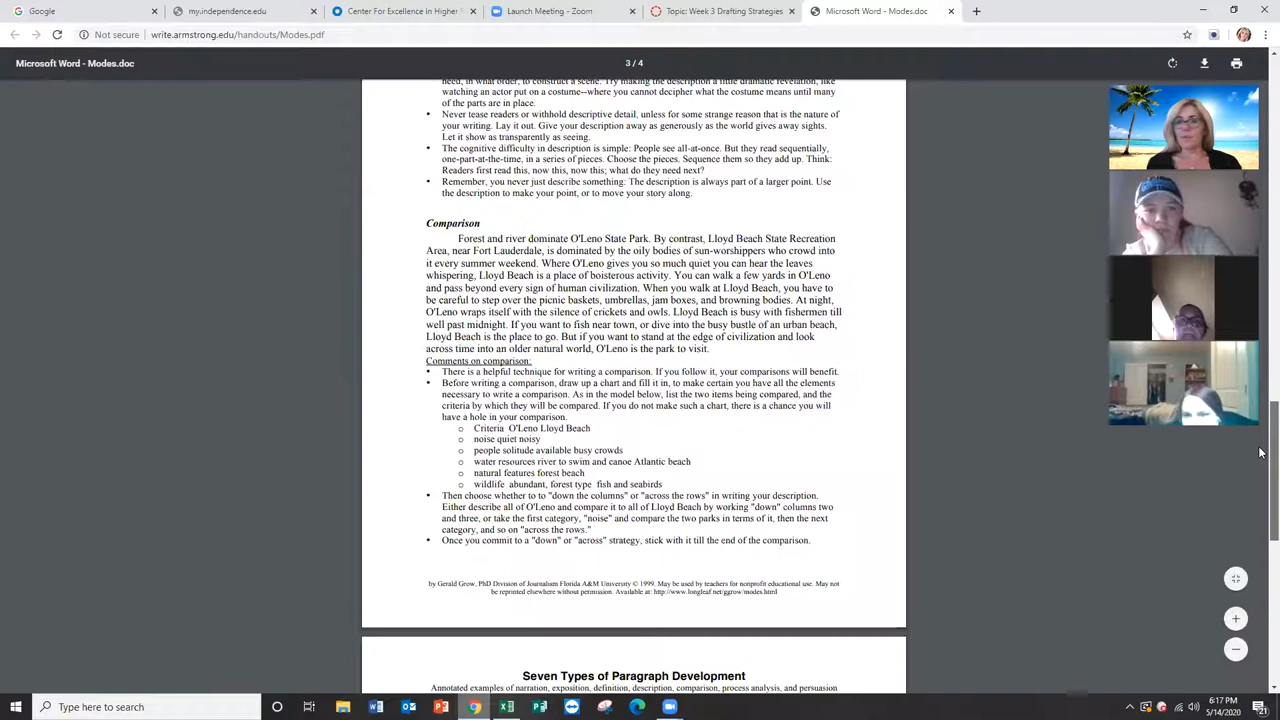 Google
my.independence.edu
Center For Excellence In Higher
Launch Meeting - Zoom
Topic: Week 3 Drafting Strategies
Microsoft Word - Modes.doc
Not secure | write.armstrong.edu/handouts/Modes.pdf
Microsoft Word - Modes.doc
3 / 4
need, in what order, to construct a scene. Try making the description a little dramatic revelation, like
watching an actor put on a costume--where you cannot decipher what the costume means until many
of the parts are in place.
• Never tease readers or withhold descriptive detail, unless for some strange reason that is the nature of
your writing. Lay it out. Give your description away as generously as the world gives away sights.
Let it show as transparently as seeing.
• The cognitive difficulty in description is simple: People see all-at-once. But they read sequentially,
one-part-at-the-time, in a series of pieces. Choose the pieces. Sequence them so they add up. Think:
Readers first read this, now this, now this; what do they need next?
• Remember, you never just describe something: The description is always part of a larger point. Use
the description to make your point, or to move your story along.
Comparison
Forest and river dominate O'Leno State Park. By contrast, Lloyd Beach State Recreation
Area, near Fort Lauderdale, is dominated by the oily bodies of sun-worshippers who crowd into
it every summer weekend. Where O'Leno gives you so much quiet you can hear the leaves
whispering, Lloyd Beach is a place of boisterous activity. You can walk a few yards in O'Leno
and pass beyond every sign of human civilization. When you walk at Lloyd Beach, you have to
be careful to step over the picnic baskets, umbrellas, jam boxes, and browning bodies. At night,
O'Leno wraps itself with the silence of crickets and owls. Lloyd Beach is busy with fishermen till
well past midnight. If you want to fish near town, or dive into the busy bustle of an urban beach,
Lloyd Beach is the place to go. But if you want to stand at the edge of civilization and look
across time into an older natural world, O'Leno is the park to visit.
Comments on comparison:
• There is a helpful technique for writing a comparison. If you follow it, your comparisons will benefit.
• Before writing a comparison, draw up a chart and fill it in, to make certain you have all the elements
necessary to write a comparison. As in the model below, list the two items being compared, and the
criteria by which they will be compared. If you do not make such a chart, there is a chance you will
have a hole in your comparison.
o Criteria O'Leno Lloyd Beach
o noise quiet noisy
o people solitude available busy crowds
o water resources river to swim and canoe Atlantic beach
o natural features forest beach
o wildlife abundant, forest type fish and seabirds
• Then choose whether to to "down the columns" or "across the rows" in writing your description.
Either describe all of O'Leno and compare it to all of Lloyd Beach by working "down" columns two
and three, or take the first category, "noise" and compare the two parks in terms of it, then the next
category, and so on "across the rows."
• Once you commit to a "down" or "across" strategy, stick with it till the end of the comparison.
by Gerald Grow, PhD Division of Journalism Florida A&M University © 1999. May be used by teachers for nonprofit educational use. May not
be reprinted elsewhere without permission. Available at: http://www.longleaf.net/ggrow/modes.html
Seven Types of Paragraph Development
Annotated examples of narration, exposition, definition, description, comparison, process analysis, and persuasion
Type here to search
6:17 PM
5/14/2020